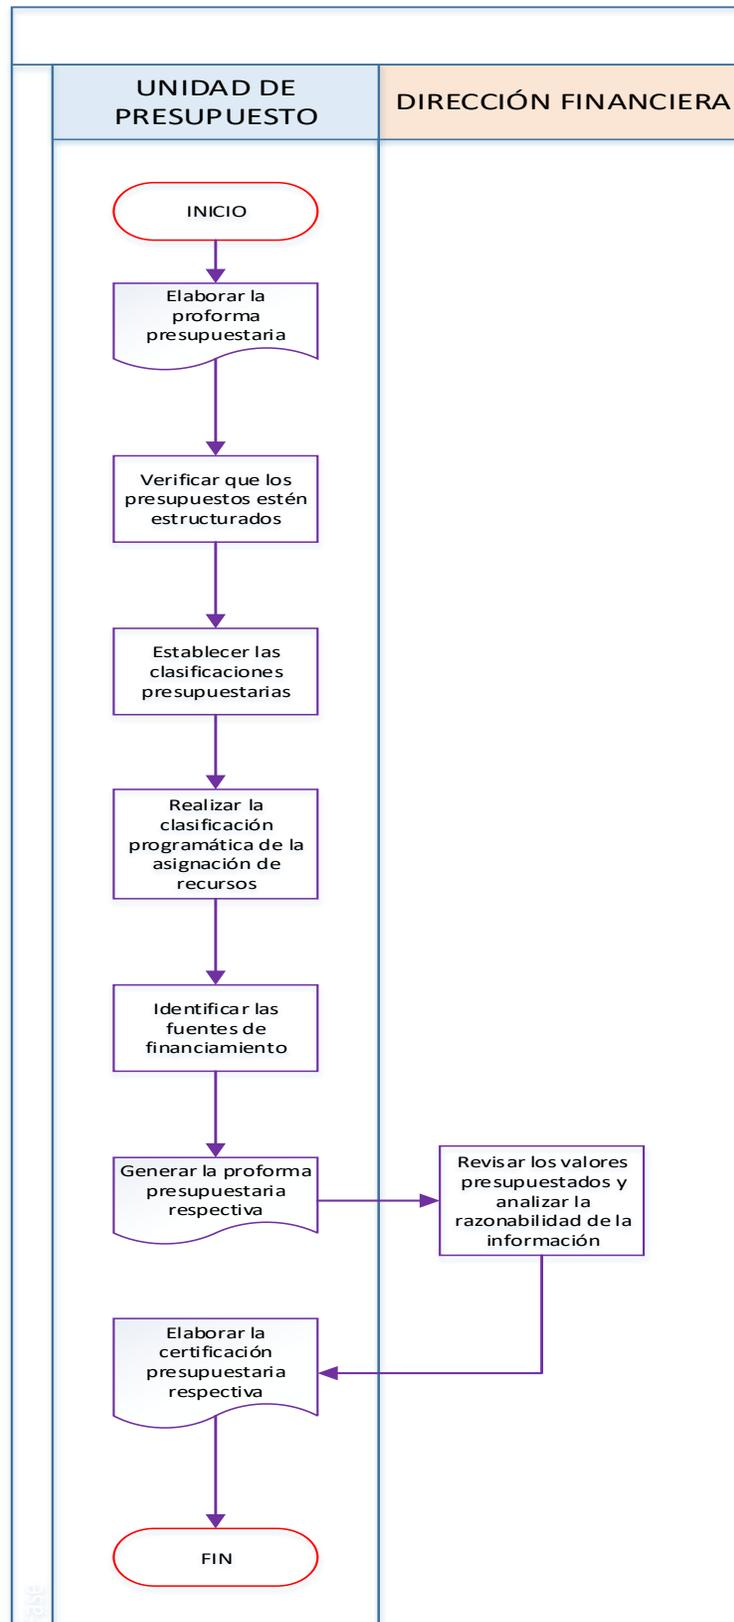 UNIDAD DE
PRESUPUESTO
DIRECCIÓN FINANCIERA
INICIO
Elaborar la
proforma
presupuestaria
Verificar que los
presupuestos estén
estructurados
Establecer las
clasificaciones
presupuestarias
Realizar la
clasificación
programática de la
asignación de
recursos
Identificar las
fuentes de
financiamiento
Generar la proforma
presupuestaria
respectiva
Revisar los valores
presupuestados y
analizar la
razonabilidad de la
información
Elaborar la
certificación
presupuestaria
respectiva
FIN